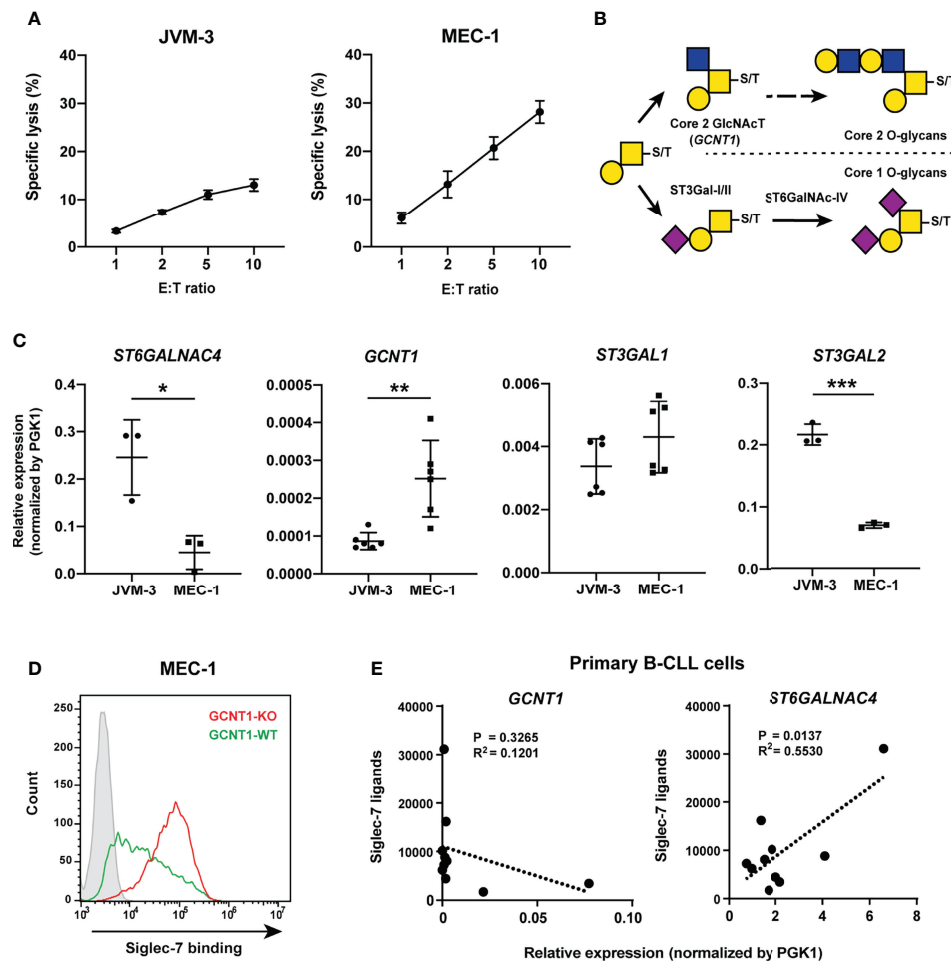 A
JVM-3
MEC-1
Specific lysis (%)
40
30
20
10
0
1 2 5 10
E:T ratio
Specific lysis (%)
40
30
20
10
0
1 2 5 10
E:T ratio
B
S/T
Core 2 GlcNAcT
(GCNT1)
S/T
Core 2 O-glycans
S/T
Core 1 O-glycans
ST3Gal-I/II
ST6GalNAc-IV
S/T
S/T
C
Relative expression
(normalized by PGK1)
ST6GALNAC4
*
0.4
0.3
0.2
0.1
0.0
JVM-3 MEC-1
GCNT1
**
0.0005
0.0004
0.0003
0.0002
0.0001
0.0000
JVM-3 MEC-1
ST3GAL1
0.006
0.004
0.002
0.000
JVM-3 MEC-1
ST3GAL2
***
0.3
0.2
0.1
0.0
JVM-3 MEC-1
D
MEC-1
GCNT1-KO
GCNT1-WT
Count
250
200
150
100
50
0
10³ 10⁴ 10⁵ 10⁶ 10⁷
Siglec-7 binding
E
Primary B-CLL cells
GCNT1
P = 0.3265
R² = 0.1201
Siglec-7 ligands
40000
30000
20000
10000
0
0 0.05 0.10
ST6GALNAC4
P = 0.0137
R² = 0.5530
Siglec-7 ligands
40000
30000
20000
10000
0
0 2 4 6 8
Relative expression (normalized by PGK1)